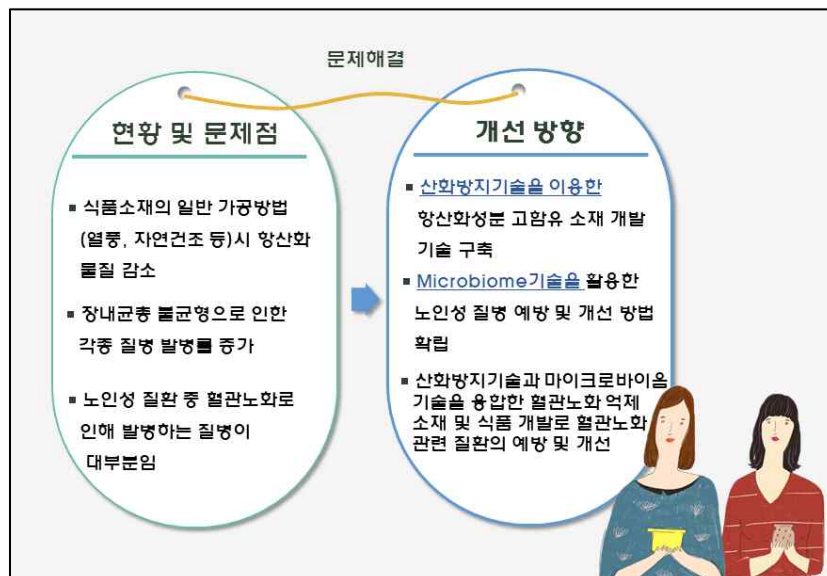 문제해결
현황 및 문제점
▪ 식품소재의 일반 가공방법
(열풍, 자연건조 등)시 항산화
물질 감소
▪ 장내균총 불균형으로 인한
각종 질병 발병률 증가
▪ 노인성 질환 중 혈관노화로
인해 발병하는 질병이
대부분임
개선 방향
▪ 산화방지기술을 이용한
항산화성분 고함유 소재 개발
기술 구축
▪ Microbiome기술을 활용한
노인성 질병 예방 및 개선 방법
확립
▪ 산화방지기술과 마이크로바이옴
기술을 융합한 혈관노화 억제
소재 및 식품 개발로 혈관노화
관련 질환의 예방 및 개선